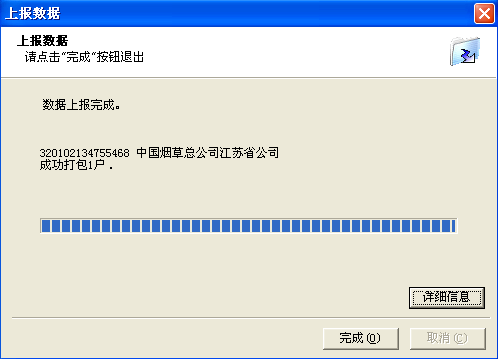 上报数据
上报数据
请点击"完成"按钮退出
数据上报完成。
320102134755468 中国烟草总公司江苏省公司
成功打包1户.
详细信息
完成(O)
取消(C)